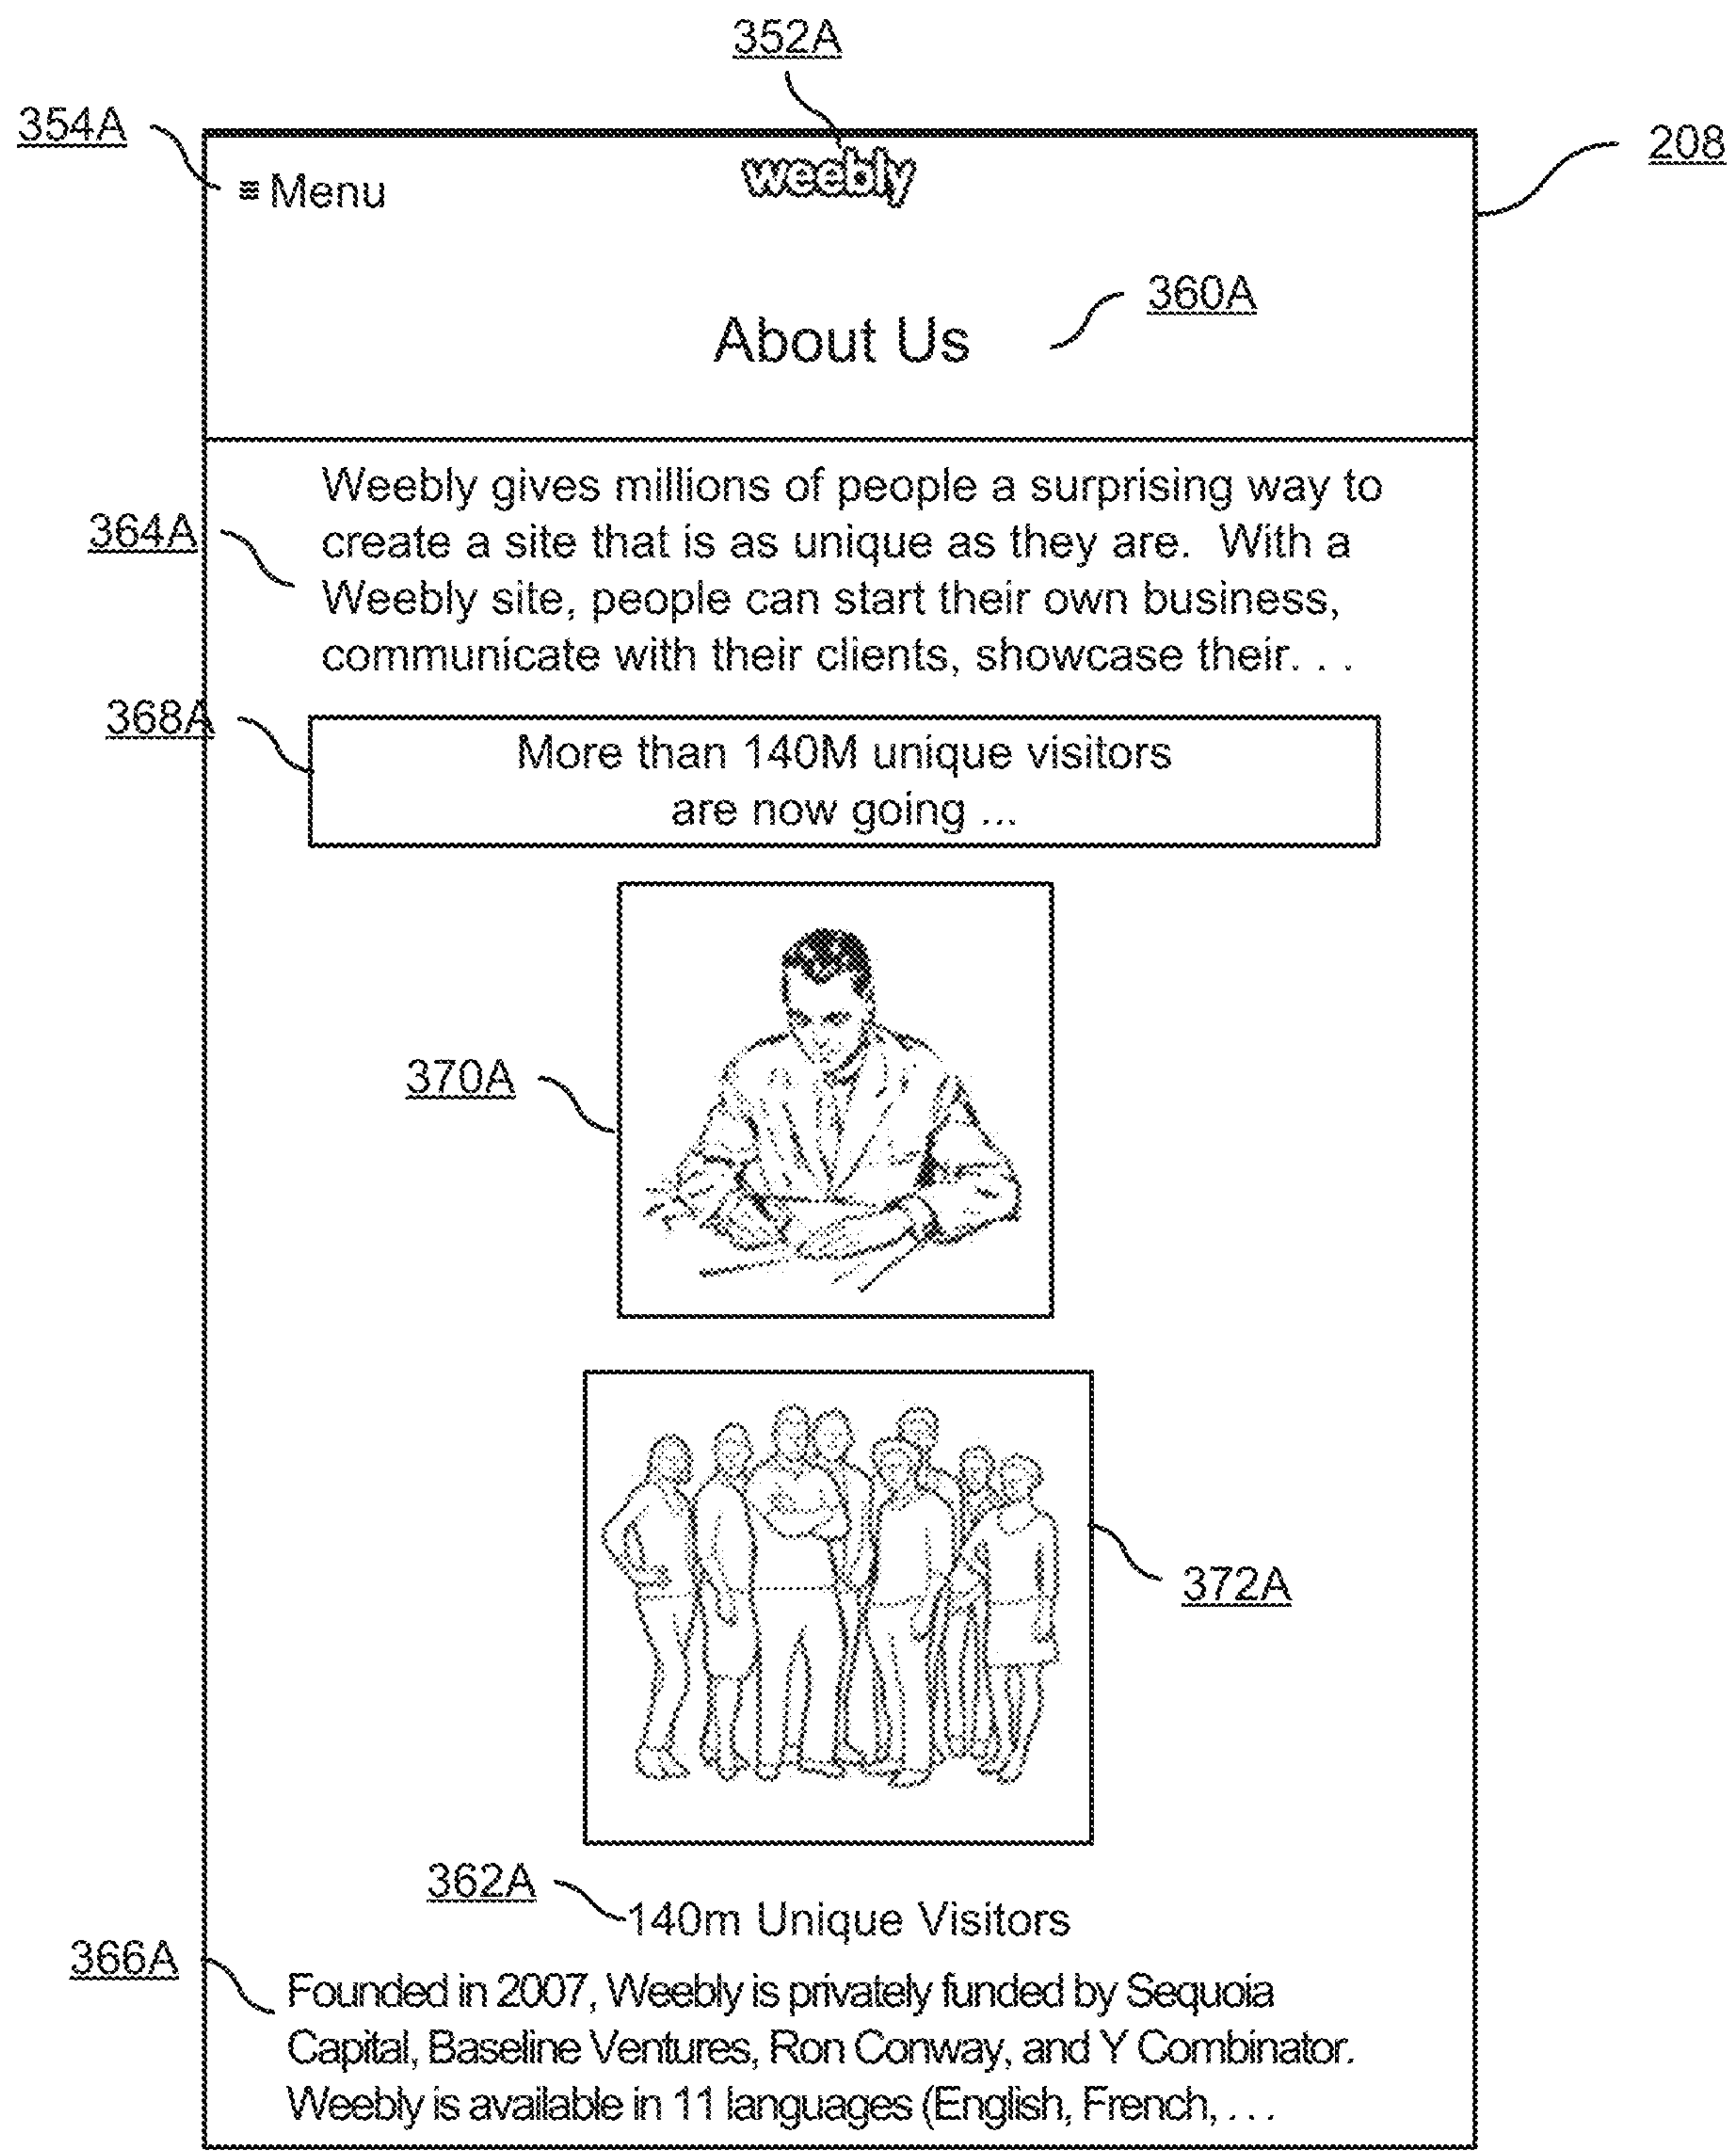 352A
354A
208
weebly
≡ Menu
360A
About Us
Weebly gives millions of people a surprising way to
364A
create a site that is as unique as they are. With a
Weebly site, people can start their own business,
communicate with their clients, showcase their. . .
368A
More than 140M unique visitors
are now going ...
370A
372A
362A
140m Unique Visitors
366A
Founded in 2007, Weebly is privately funded by Sequoia
Capital, Baseline Ventures, Ron Conway, and Y Combinator.
Weebly is available in 11 languages (English, French, . . .